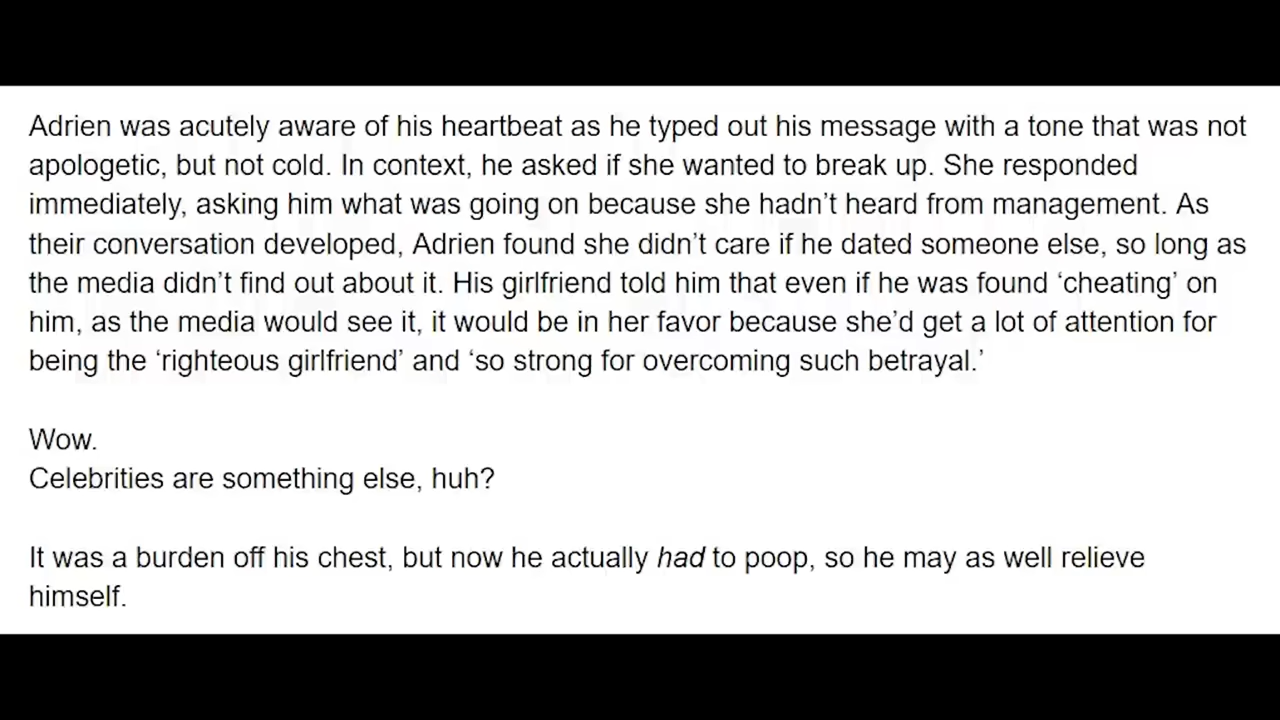 Adrien was acutely aware of his heartbeat as he typed out his message with a tone that was not
apologetic, but not cold. In context, he asked if she wanted to break up. She responded
immediately, asking him what was going on because she hadn’t heard from management. As
their conversation developed, Adrien found she didn’t care if he dated someone else, so long as
the media didn’t find out about it. His girlfriend told him that even if he was found ‘cheating’ on
him, as the media would see it, it would be in her favor because she’d get a lot of attention for
being the ‘righteous girlfriend’ and ‘so strong for overcoming such betrayal.’
Wow.
Celebrities are something else, huh?
It was a burden off his chest, but now he actually had to poop, so he may as well relieve
himself.